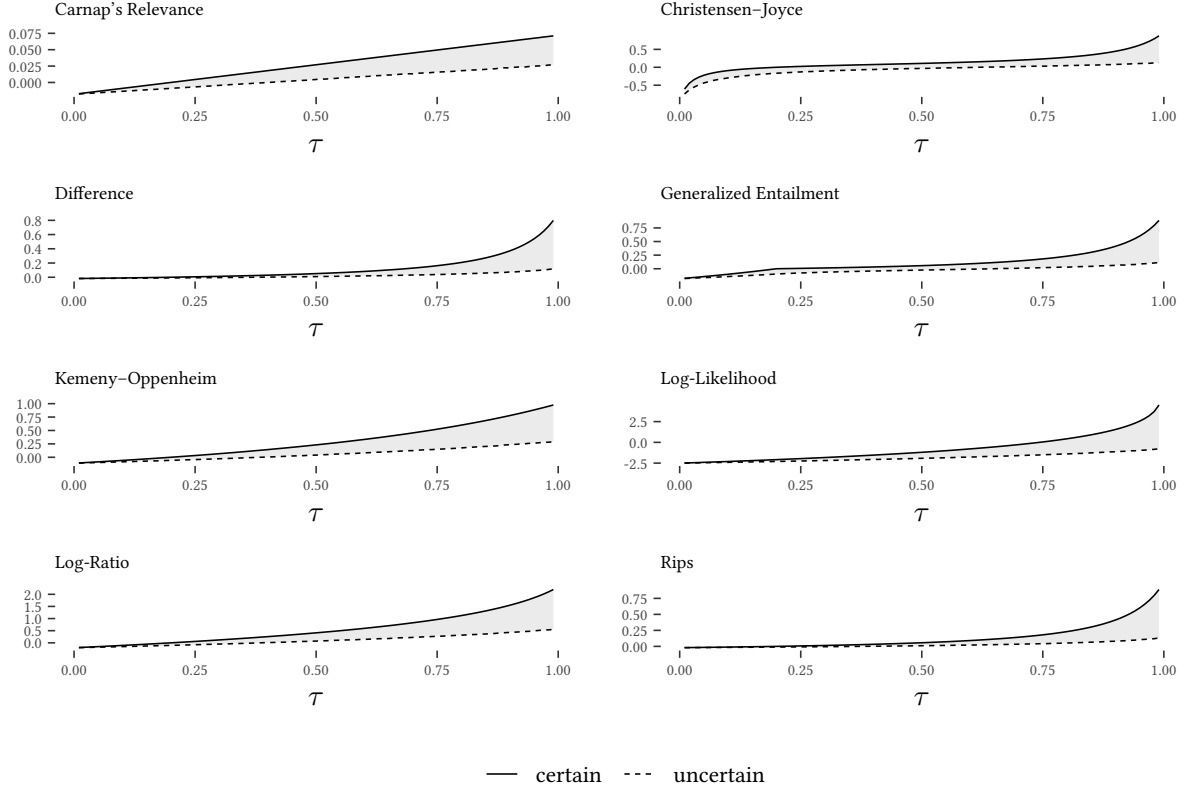 Carnap's Relevance
0.075
0.050
0.025
0.000
0.00 0.25 0.50 0.75 1.00
τ
Christensen–Joyce
0.5
0.0
-0.5
0.00 0.25 0.50 0.75 1.00
τ
Difference
0.8
0.6
0.4
0.2
0.0
0.00 0.25 0.50 0.75 1.00
τ
Generalized Entailment
0.75
0.50
0.25
0.00
0.00 0.25 0.50 0.75 1.00
τ
Kemeny–Oppenheim
1.00
0.75
0.50
0.25
0.00
0.00 0.25 0.50 0.75 1.00
τ
Log-Likelihood
2.5
0.0
-2.5
0.00 0.25 0.50 0.75 1.00
τ
Log-Ratio
2.0
1.5
1.0
0.5
0.0
0.00 0.25 0.50 0.75 1.00
τ
Rips
0.75
0.50
0.25
0.00
0.00 0.25 0.50 0.75 1.00
τ
certain uncertain